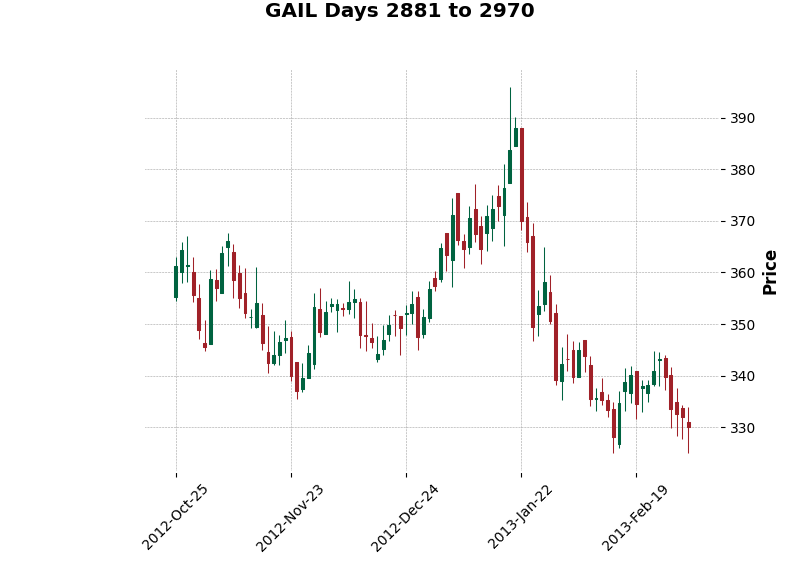 GAIL Days 2881 to 2970
390
380
370
360
350
340
330
Price
2012-Oct-25
2012-Nov-23
2012-Dec-24
2013-Jan-22
2013-Feb-19